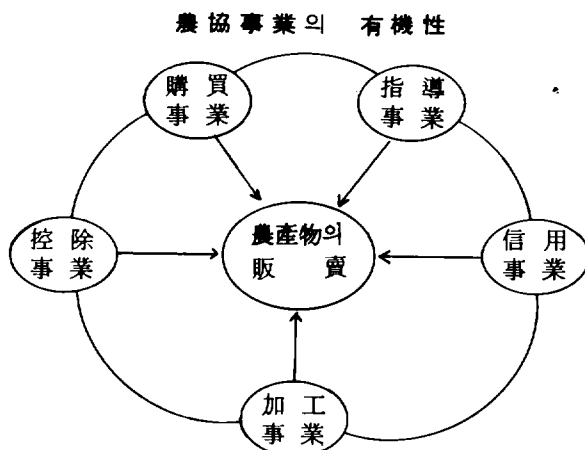 農協事業의 有機性
購買
事業
指導
事業
農産物의
販賣
控除
事業
信用
事業
加工
事業